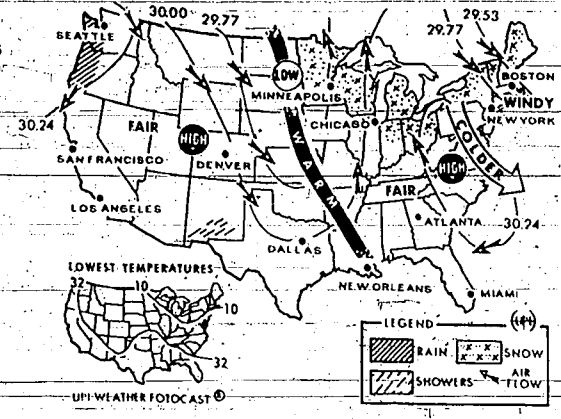 30.00
29.77
29.53
29.77
SEATTLE
LOW
MINNEAPOLIS
BOSTON
WINDY
NEW YORK
30.24
FAIR
HIGH
CHICAGO
COLDER
SAN FRANCISCO
DENVER
WARM
HIGH
FAIR
LOS ANGELES
ATLANTA
30.24
DALLAS
NEW ORLEANS
MIAMI
LOWEST TEMPERATURES
32
10
10
32
LEGEND
RAIN
SNOW
SHOWERS
AIR FLOW
UPI WEATHER FOTOCAST ®